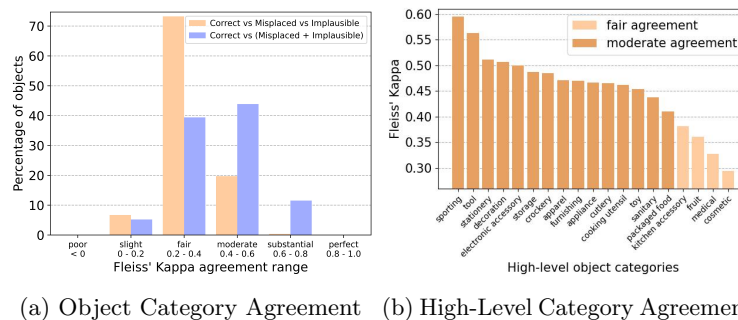 70
60
50
40
30
20
10
0
Percentage of objects
Correct vs Misplaced vs Implausible
Correct vs (Misplaced + Implausible)
poor
< 0
slight
0 - 0.2
fair
0.2 - 0.4
moderate
0.4 - 0.6
substantial
0.6 - 0.8
perfect
0.8 - 1.0
Fleiss' Kappa agreement range
(a) Object Category Agreement
0.60
0.55
0.50
0.45
0.40
0.35
0.30
Fleiss' Kappa
fair agreement
moderate agreement
sporting
tool
stationery
decoration
electronic accessory
storage
crockery
apparel
furnishing
appliance
cutlery
cooking utensil
toy
sanitary
packaged food
kitchen accessory
fruit
medical
cosmetic
High-level object categories
(b) High-Level Category Agreemen